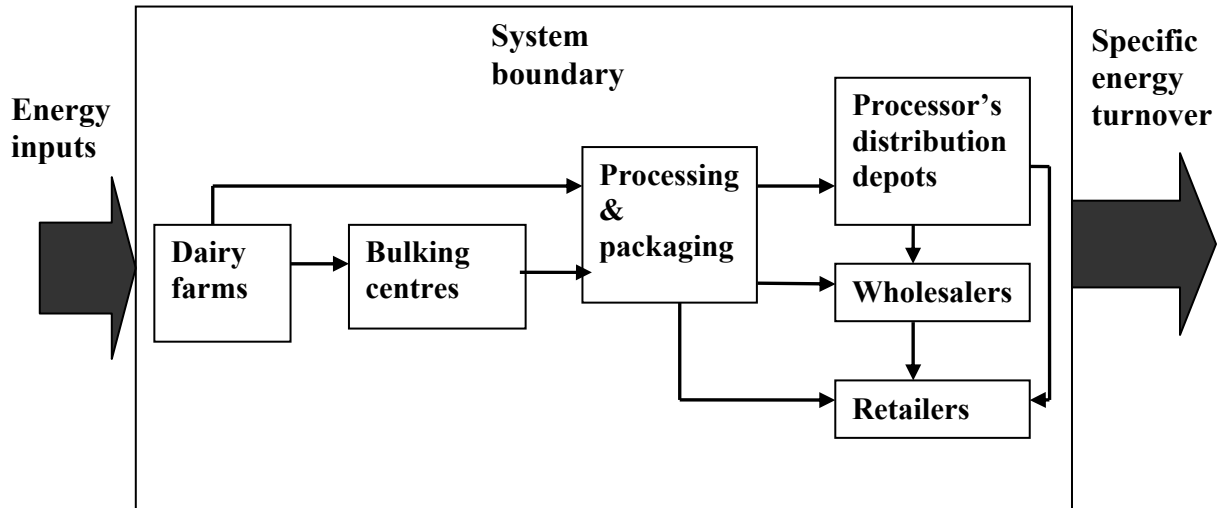 System
boundary
Specific
energy
turnover
Energy
inputs
Processor’s
distribution
depots
Processing
&
packaging
Dairy
farms
Bulking
centres
Wholesalers
Retailers